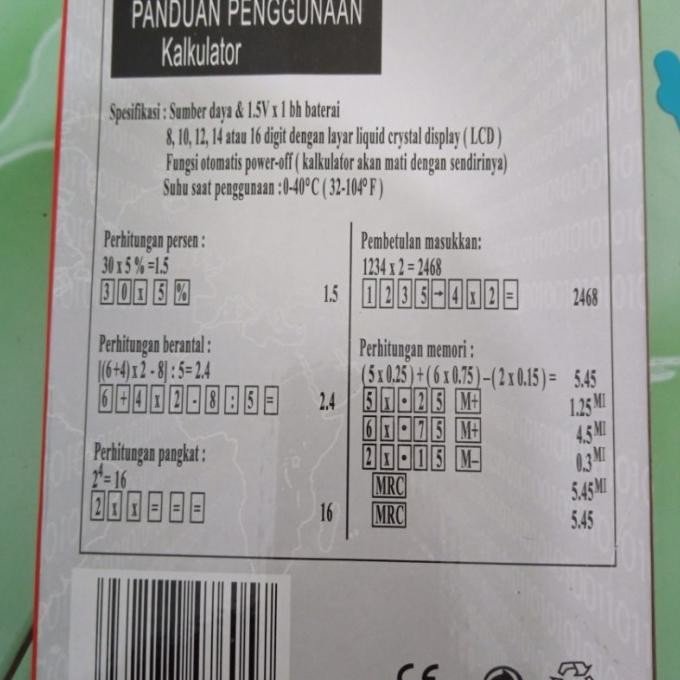 PANDUAN PENGGUNAAN
Kalkulator
Spesifikasi : Sumber daya & 1.5V x 1 bh baterai
8, 10, 12, 14 atau 16 digit dengan layar liquid crystal display ( LCD )
Fungsi otomatis power-off ( kalkulator akan mati dengan sendirinya)
Suhu saat penggunaan :0-40°C ( 32-104° F )
Perhitungan persen :
30 x 5 % =1.5
3 0 x 5 % 1.5
Perhitungan berantal :
[(6+4) x 2 - 8] : 5= 2.4
6 + 4 x 2 - 8 : 5 = 2.4
Perhitungan pangkat :
2⁴= 16
2 x x = = = 16
Pembetulan masukkan:
1234 x 2 = 2468
1 2 3 5 → 4 x 2 = 2468
Perhitungan memori :
( 5 x 0.25 ) + ( 6 x 0.75 ) – ( 2 x 0.15 ) = 5.45
5 x • 2 5 M+ 1.25 MI
6 x • 7 5 M+ 4.5 MI
2 x • 1 5 M– 0.3 MI
MRC 5.45 MI
MRC 5.45
CE